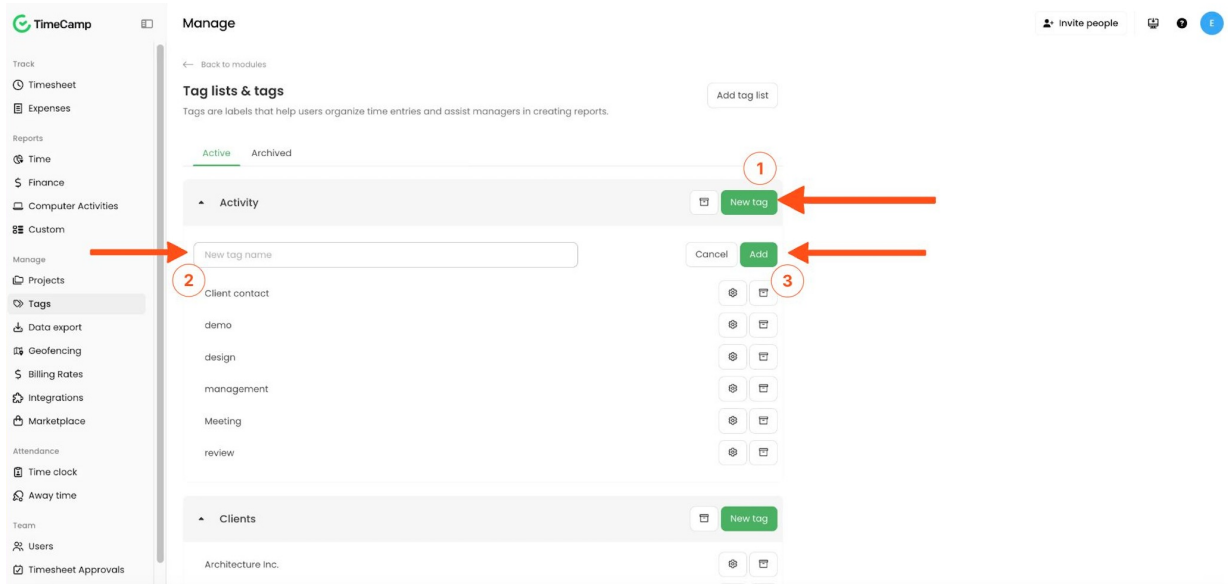 TimeCamp
Manage
Invite people
E
Track
Timesheet
Expenses
Reports
Time
Finance
Computer Activities
Custom
Manage
Projects
Tags
Data export
Geofencing
Billing Rates
Integrations
Marketplace
Attendance
Time clock
Away time
Team
Users
Timesheet Approvals
← Back to modules
Tag lists & tags
Add tag list
Tags are labels that help users organize time entries and assist managers in creating reports.
Active Archived
1
Activity
New tag
New tag name
Cancel Add
2
3
Client contact
demo
design
management
Meeting
review
Clients
New tag
Architecture Inc.